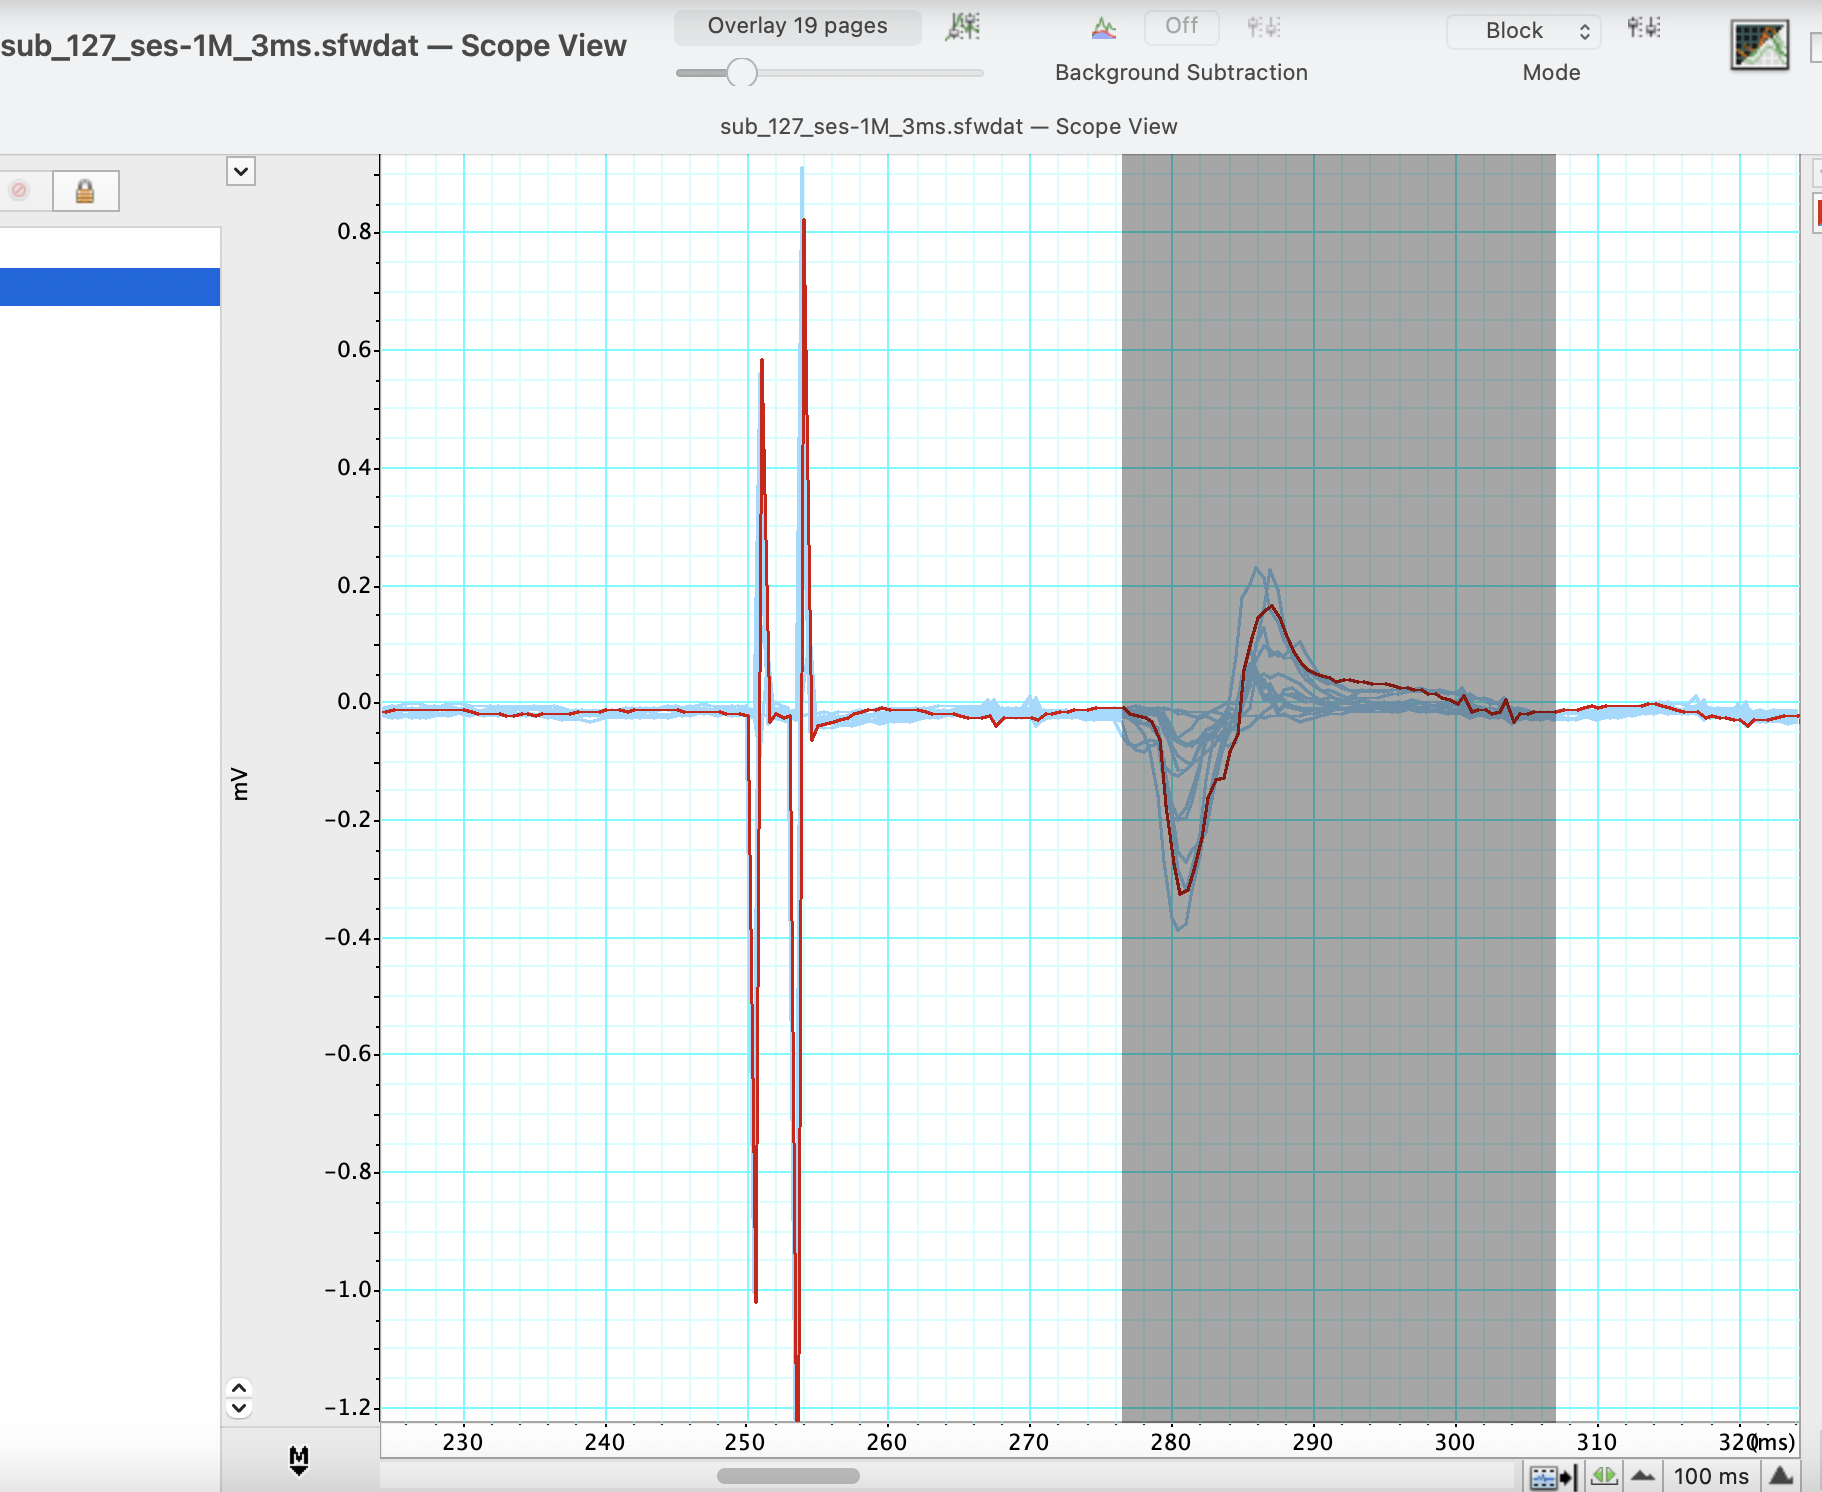 sub_127_ses-1M_3ms.sfwdat — Scope View
Overlay 19 pages
Off
Background Subtraction
Block
Mode
sub_127_ses-1M_3ms.sfwdat — Scope View
0.8
0.6
0.4
0.2
0.0
mV
−0.2
−0.4
−0.6
−0.8
−1.0
−1.2
230 240 250 260 270 280 290 300 310 320 (ms)
M
100 ms